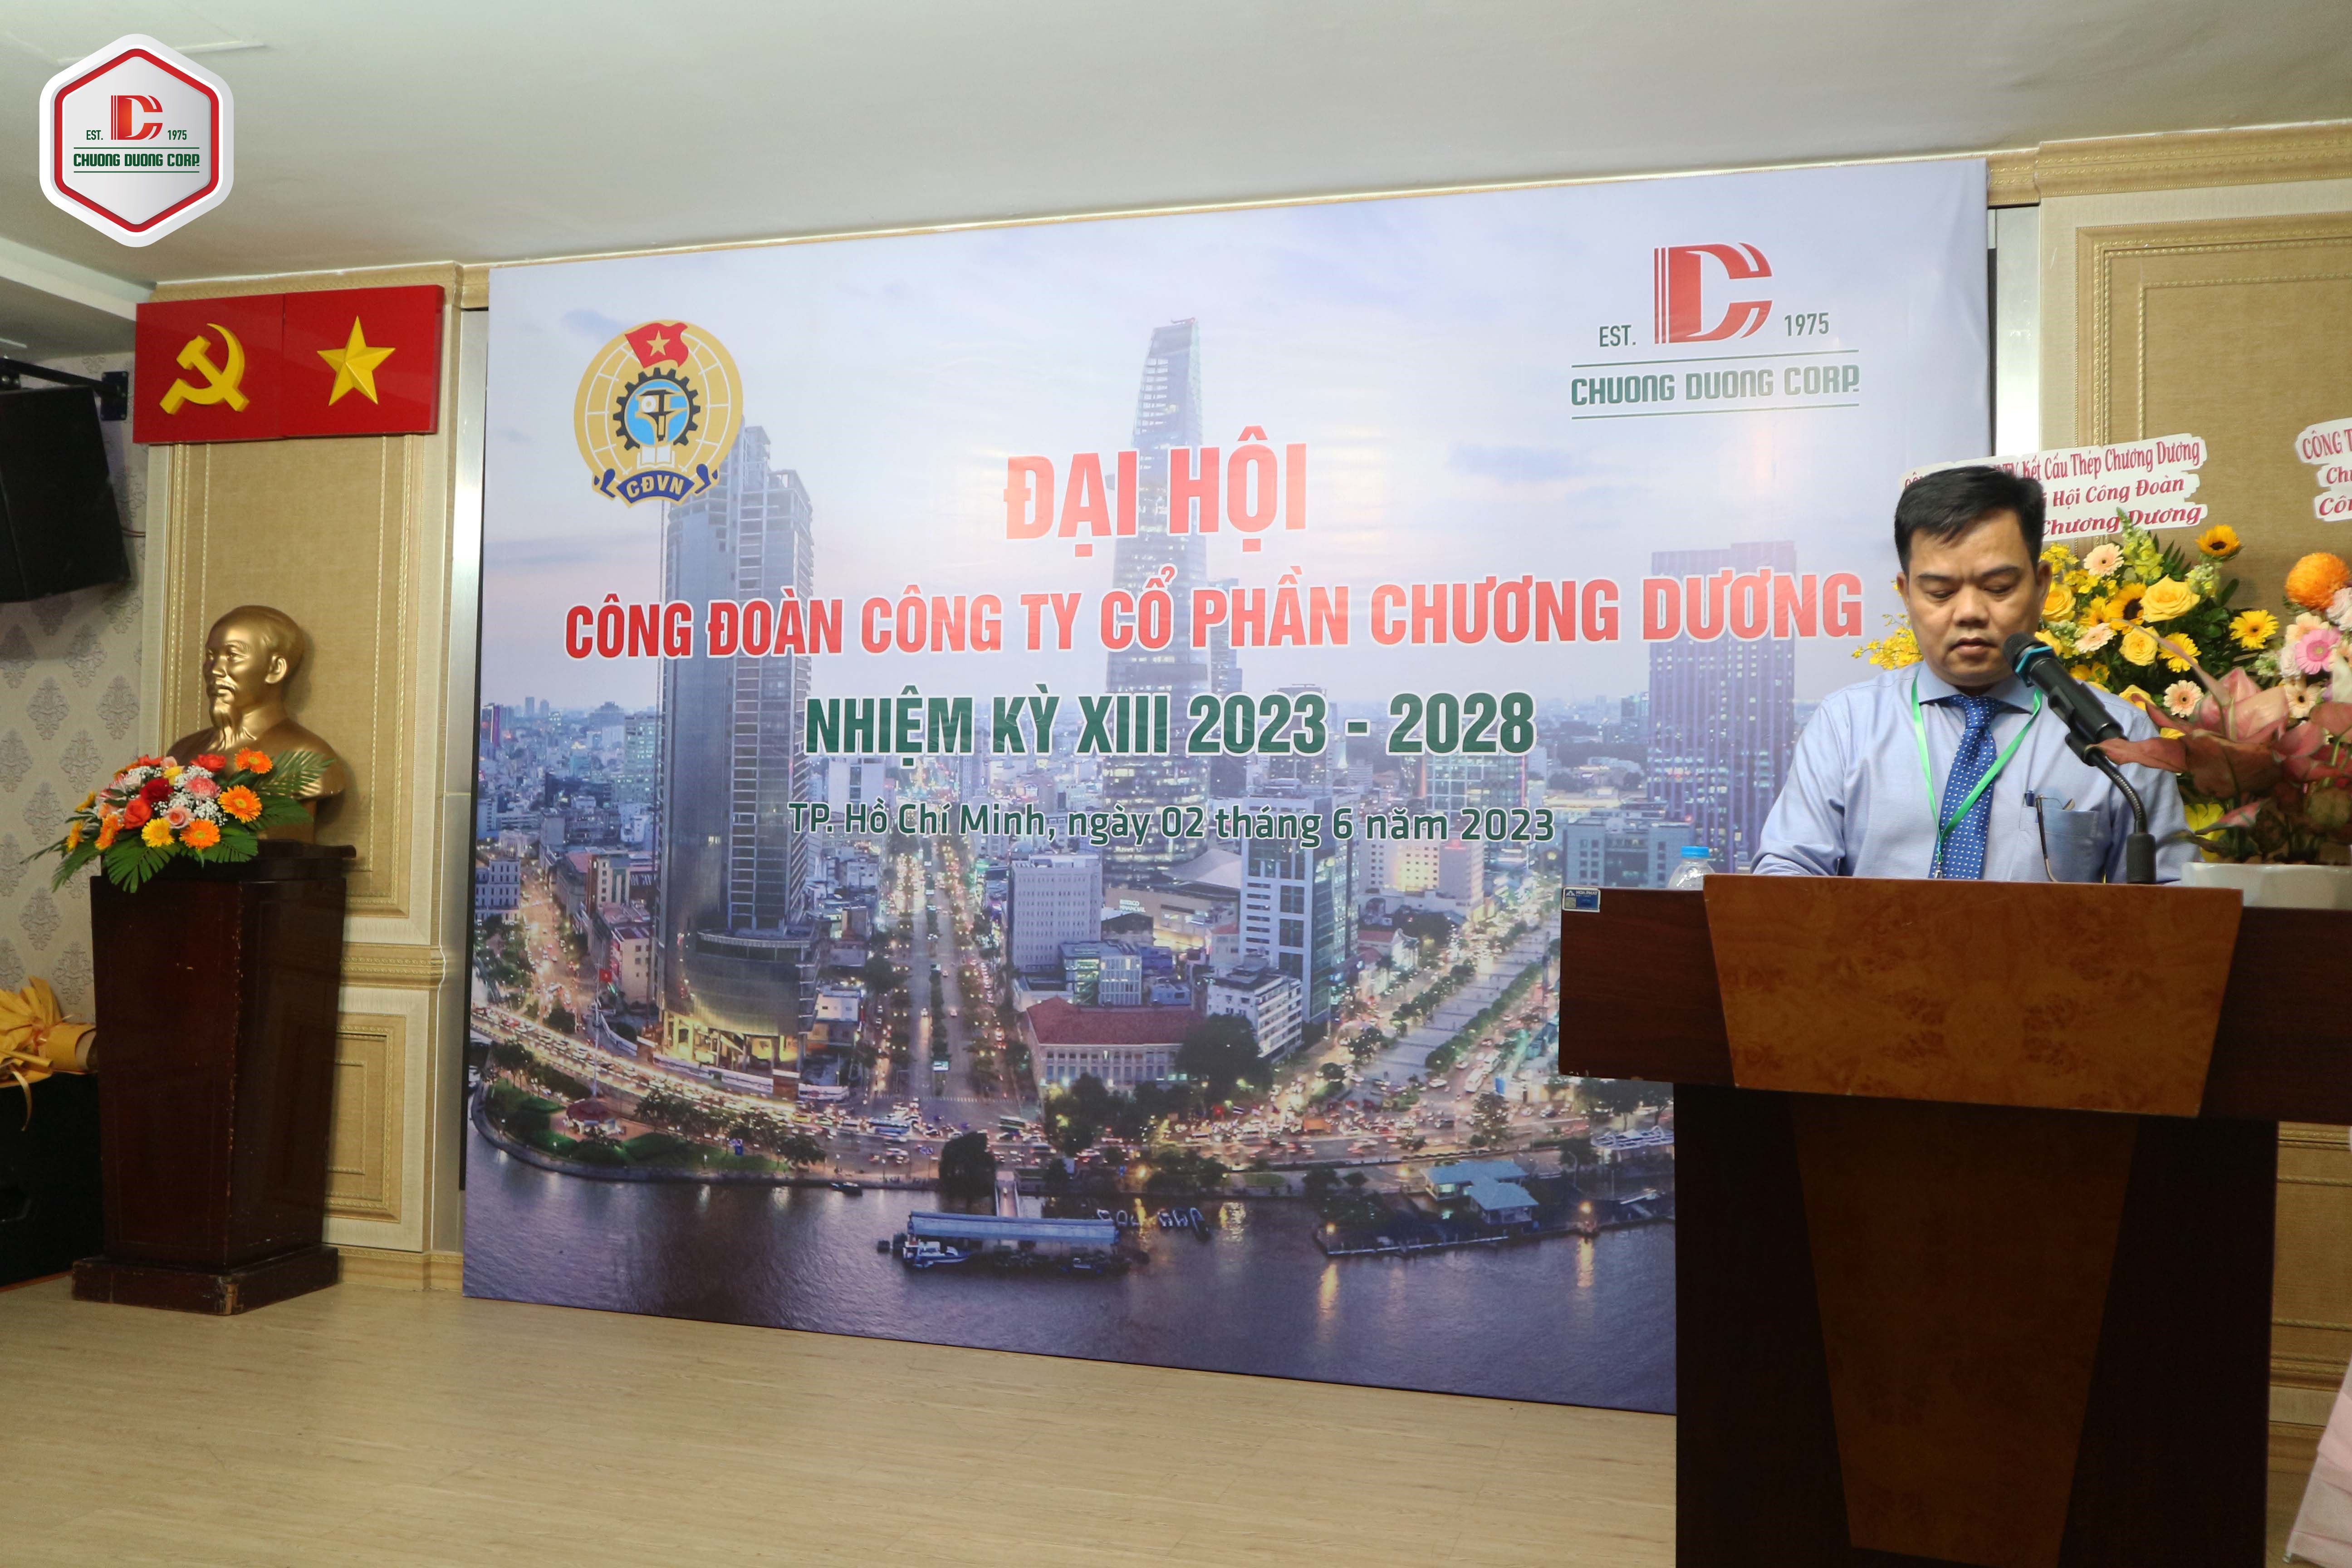 EST. 1975
CHUONG DUONG CORP.
EST. 1975
CHUONG DUONG CORP.
CĐVN
ĐẠI HỘI
CÔNG ĐOÀN CÔNG TY CỔ PHẦN CHƯƠNG DƯƠNG
NHIỆM KỲ XIII 2023 - 2028
TP. Hồ Chí Minh, ngày 02 tháng 6 năm 2023
Kết Cấu Thép Chương Dương
Hội Công Đoàn
Chương Dương
CÔNG